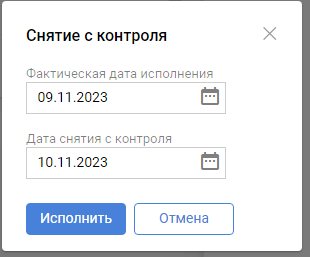 Снятие с контроля
Фактическая дата исполнения
09.11.2023
Дата снятия с контроля
10.11.2023
Исполнить
Отмена